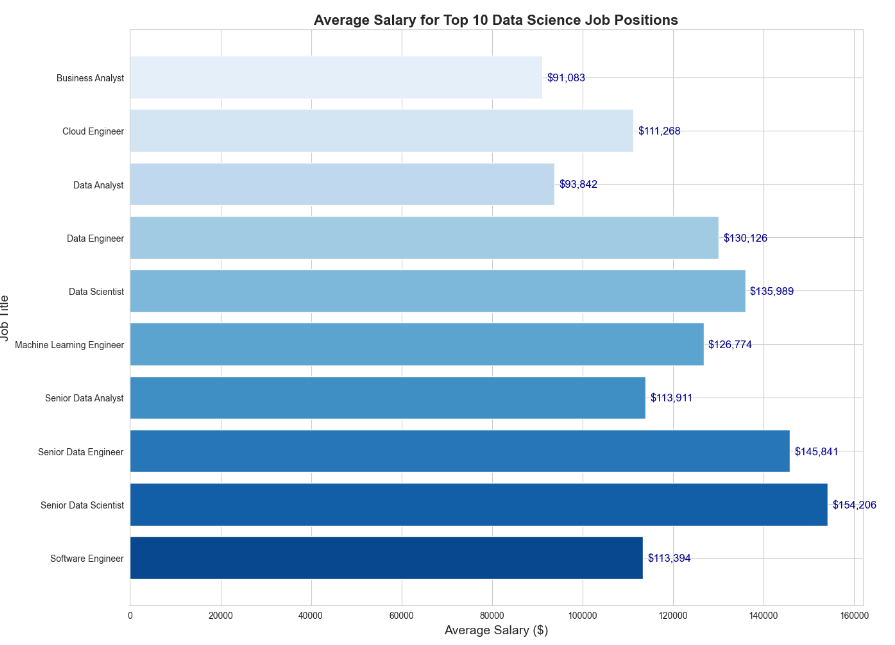 Average Salary for Top 10 Data Science Job Positions
Business Analyst
$91,083
Cloud Engineer
$111,268
Data Analyst
$93,842
Data Engineer
$130,126
Data Scientist
$135,989
Machine Learning Engineer
$126,774
Senior Data Analyst
$113,911
Senior Data Engineer
$145,841
Senior Data Scientist
$154,206
Software Engineer
$113,394
Job Title
0 20000 40000 60000 80000 100000 120000 140000 160000
Average Salary ($)